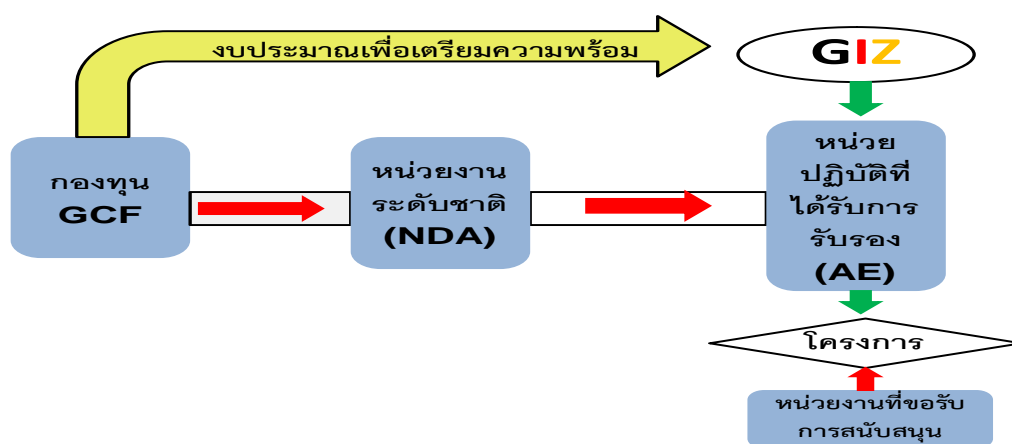 งบประมาณเพื่อเตรียมความพร้อม
GIZ
กองทุน
GCF
หน่วยงาน
ระดับชาติ
(NDA)
หน่วย
ปฏิบัติที่
ได้รับการ
รับรอง
(AE)
โครงการ
หน่วยงานที่ขอรับ
การสนับสนุน